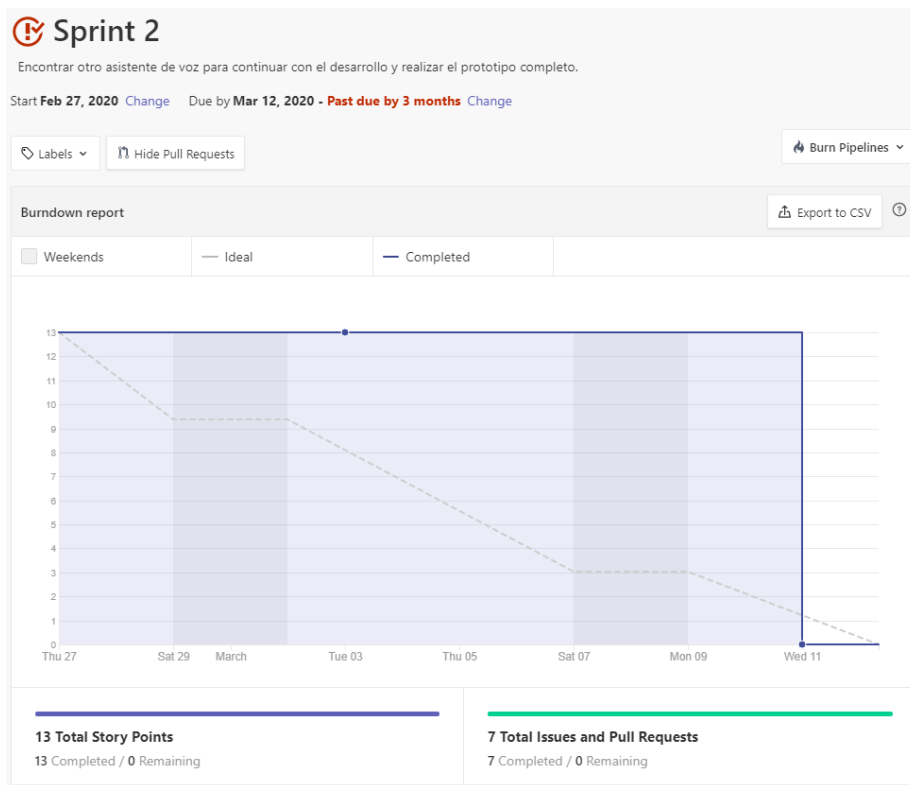 Sprint 2
Encontrar otro asistente de voz para continuar con el desarrollo y realizar el prototipo completo.
Start Feb 27, 2020 Change Due by Mar 12, 2020 - Past due by 3 months Change
Labels Hide Pull Requests Burn Pipelines
Burndown report Export to CSV ?
Weekends Ideal Completed
13
12
11
10
9
8
7
6
5
4
3
2
1
0
Thu 27 Sat 29 March Tue 03 Thu 05 Sat 07 Mon 09 Wed 11
13 Total Story Points 7 Total Issues and Pull Requests
13 Completed / 0 Remaining 7 Completed / 0 Remaining